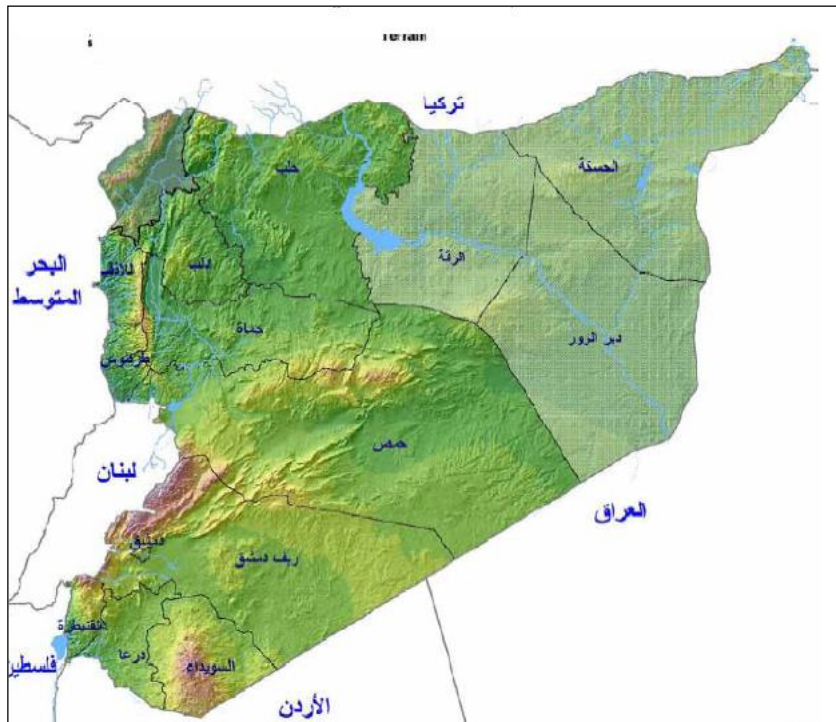 Terrain
تركيا
الحسكة
حلب
الرقة
ادلب
اللاذقية
البحر
المتوسط
حماة
دير الزور
طرطوس
حمص
لبنان
العراق
دمشق
ريف دمشق
القنيطرة
درعا
السويداء
فلسطين
الأردن